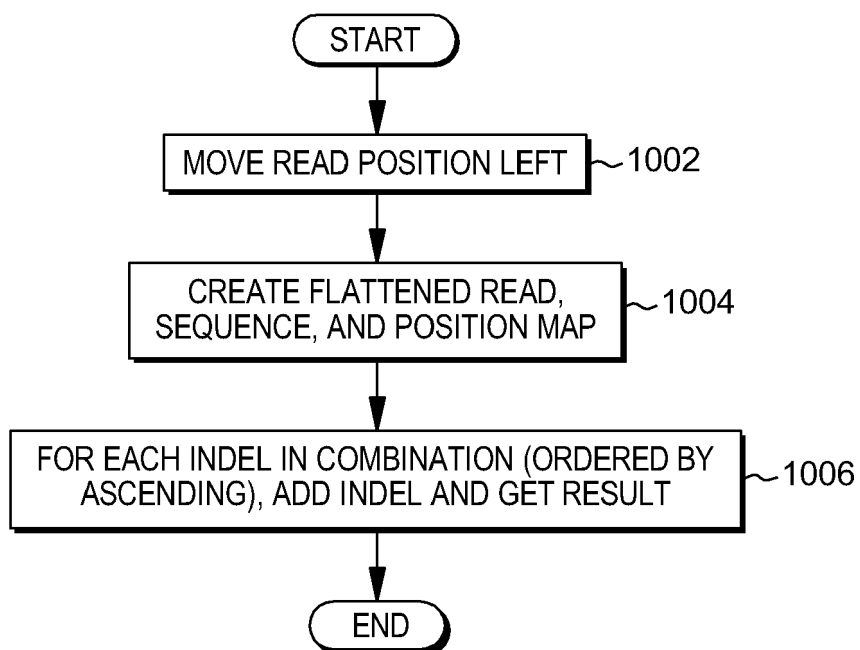 START
MOVE READ POSITION LEFT
1002
CREATE FLATTENED READ,
SEQUENCE, AND POSITION MAP
1004
FOR EACH INDEL IN COMBINATION (ORDERED BY
ASCENDING), ADD INDEL AND GET RESULT
1006
END